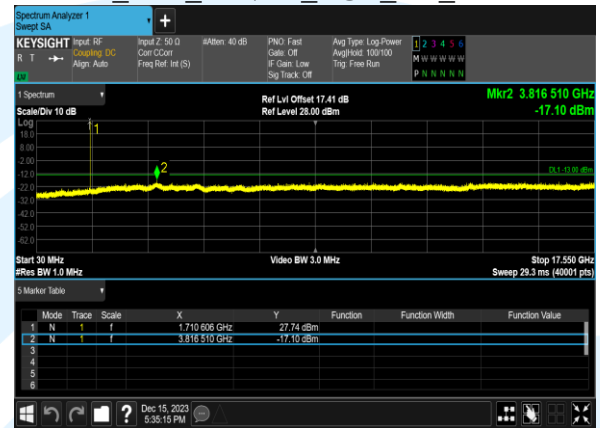 Spectrum Analyzer 1
Swept SA
+
KEYSIGHT Input: RF Input Z: 50 Ω #Atten: 40 dB PNO: Fast Avg Type: Log-Power 1 2 3 4 5 6
R T Coupling: DC Corr CCorr Gate: Off Avg|Hold: 100/100 M W W W W W
Align: Auto Freq Ref: Int (S) IF Gain: Low Trig: Free Run
Sig Track: Off P N N N N N
1 Spectrum Ref Lvl Offset 17.41 dB Mkr2 3.816 510 GHz
Scale/Div 10 dB Ref Level 28.00 dBm -17.10 dBm
Log
1
18.0
8.00
-2.00
-12.0 2 DL1 -13.00 dBm
-22.0
-32.0
-42.0
-52.0
-62.0
Start 30 MHz Video BW 3.0 MHz Stop 17.550 GHz
#Res BW 1.0 MHz Sweep 29.3 ms (40001 pts)
5 Marker Table
Mode Trace Scale X Y Function Function Width Function Value
1 N 1 f 1.710 606 GHz 27.74 dBm
2 N 1 f 3.816 510 GHz -17.10 dBm
3
4
5
6
? Dec 15, 2023
5:35:15 PM